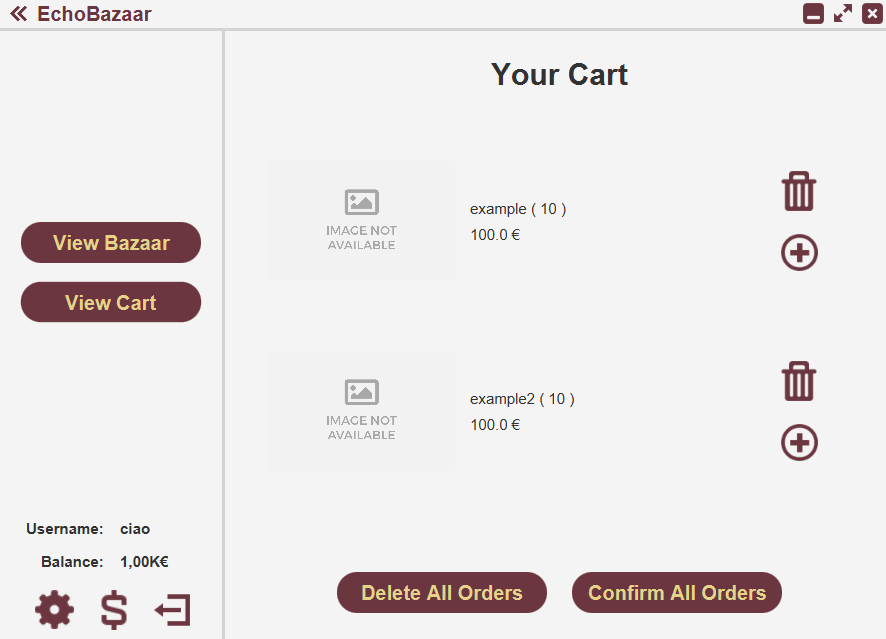 EchoBazaar
Your Cart
View Bazaar
View Cart
IMAGE NOT
AVAILABLE
example ( 10 )
100.0 €
IMAGE NOT
AVAILABLE
example2 ( 10 )
100.0 €
Username: ciao
Balance: 1,00K€
Delete All Orders
Confirm All Orders